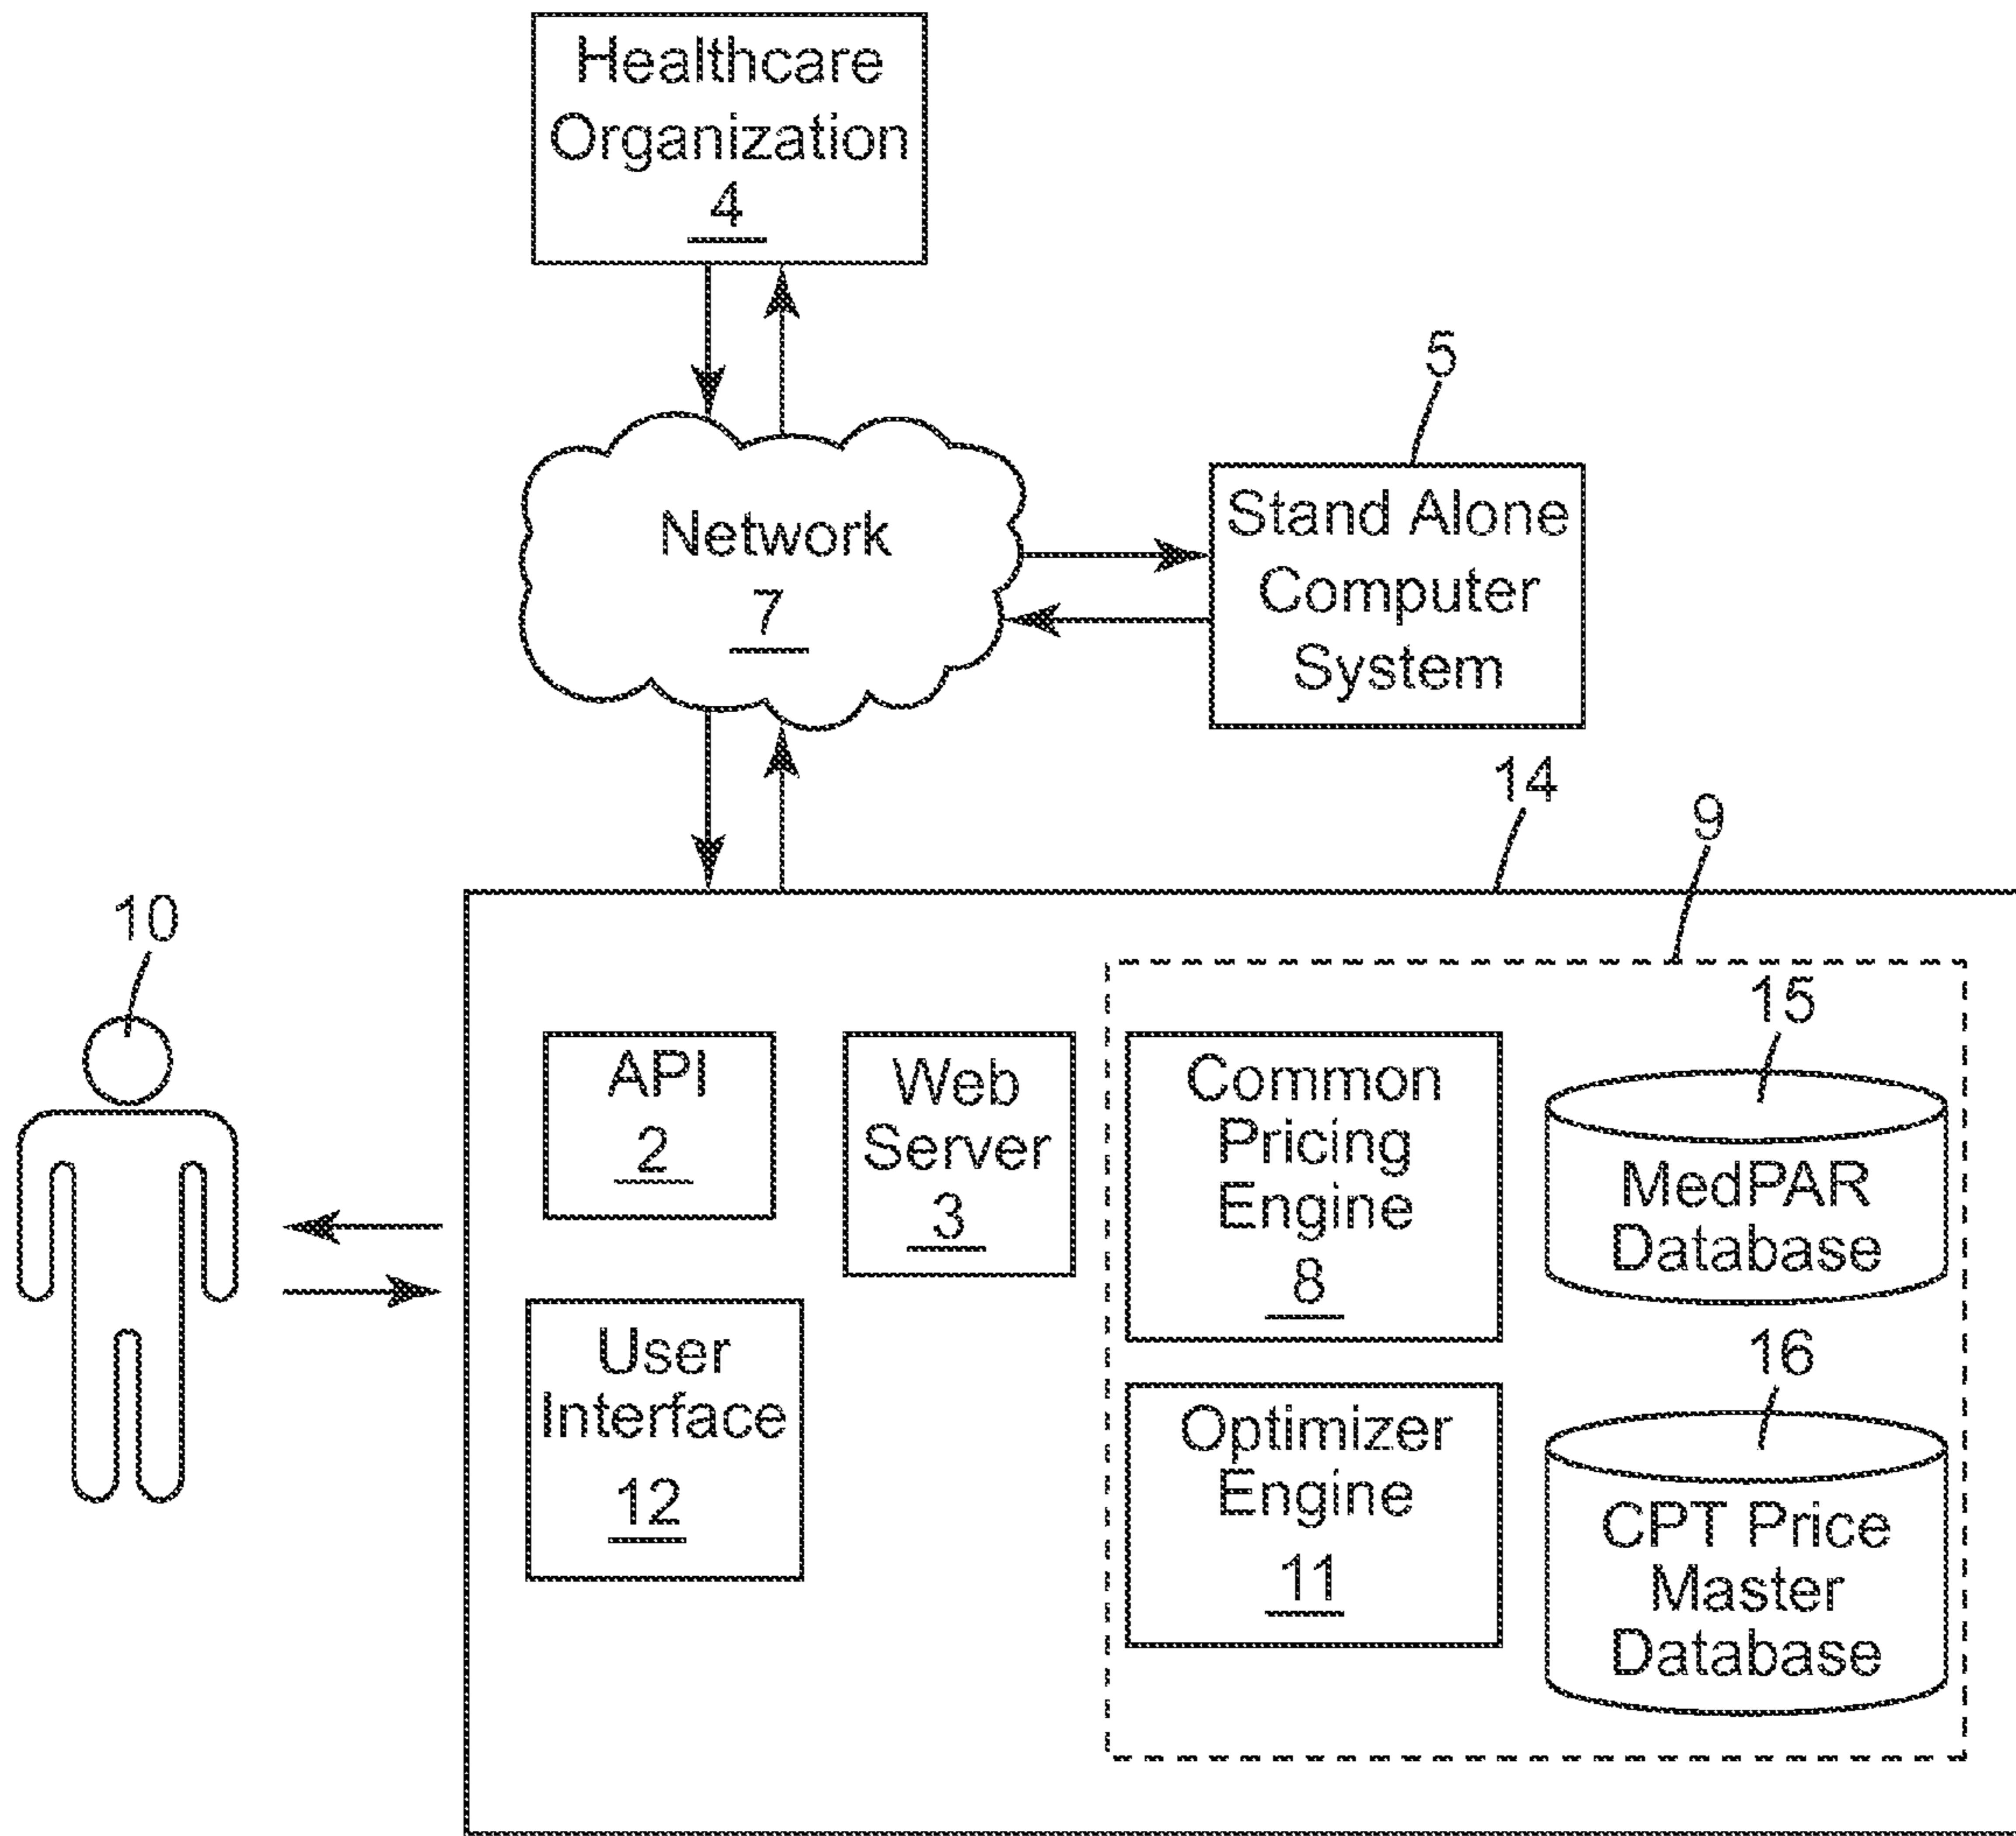 Healthcare
Organization
4
5
Network
7
Stand Alone
Computer
System
14
9
10
API
2
Web
Server
3
Common
Pricing
Engine
8
15
MedPAR
Database
User
Interface
12
Optimizer
Engine
11
16
CPT Price
Master
Database